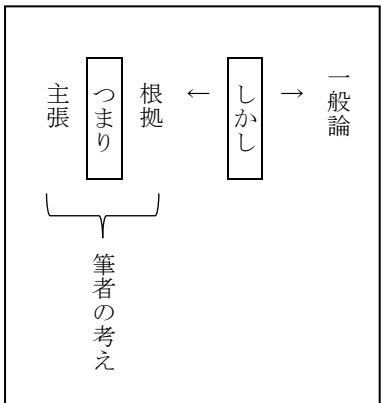 一般論
→
しかし
←
根拠
つまり
主張
筆者の考え